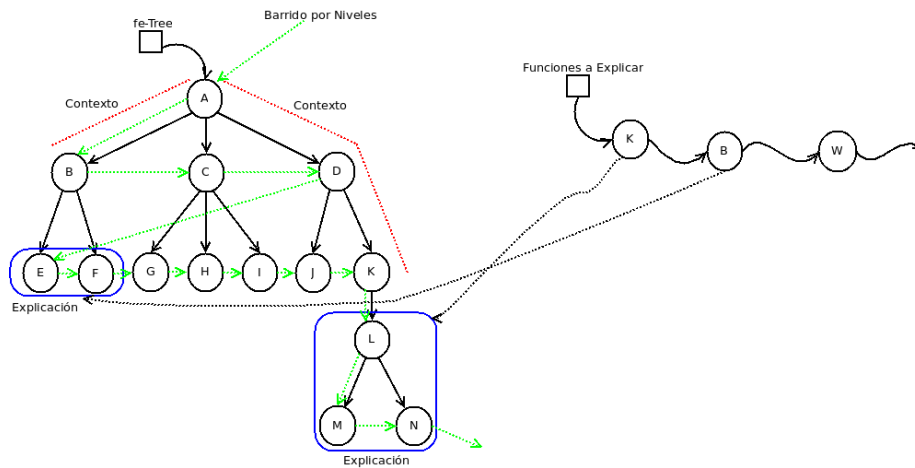 Barrido por Niveles
fe-Tree
Funciones a Explicar
A
Contexto
Contexto
K
B
W
B
C
D
E
F
G
H
I
J
K
Explicación
L
M
N
Explicación